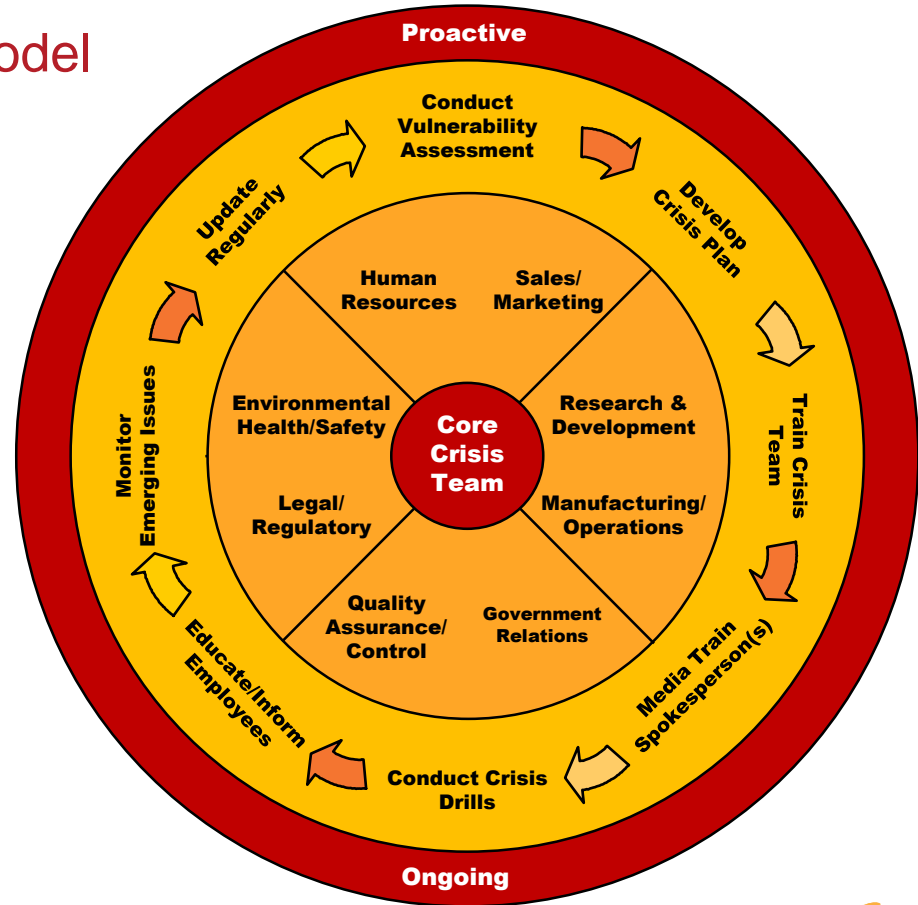 odel
Proactive
Conduct
Vulnerability
Assessment
Develop
Crisis Plan
Train Crisis
Team
Media Train
Spokesperson(s)
Conduct Crisis
Drills
Educate/Inform
Employees
Monitor
Emerging Issues
Update
Regularly
Human
Resources
Sales/
Marketing
Environmental
Health/Safety
Research &
Development
Core
Crisis
Team
Legal/
Regulatory
Manufacturing/
Operations
Quality
Assurance/
Control
Government
Relations
Ongoing